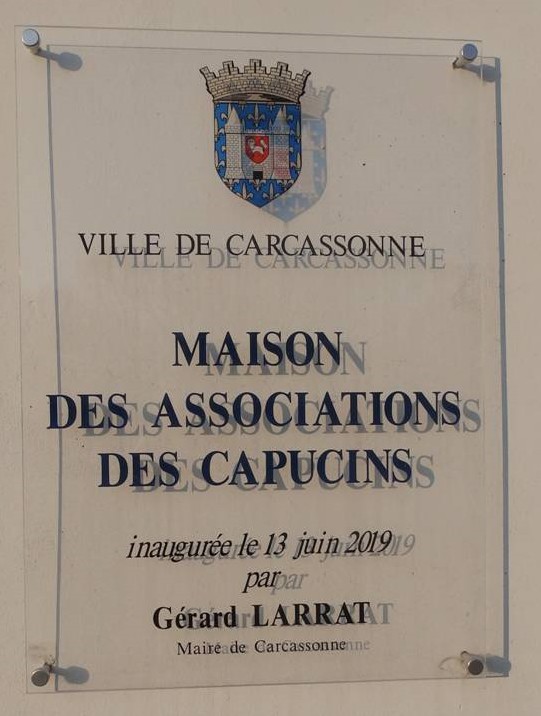 VILLE DE CARCASSONNE
MAISON
DES ASSOCIATIONS
DES CAPUCINS
inaugurée le 13 juin 2019
par
Gérard LARRAT
Maire de Carcassonne